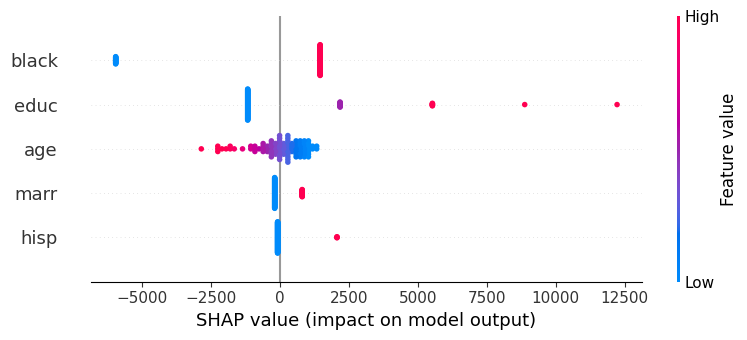 High
black
educ
age
marr
hisp
Feature value
Low
−5000 −2500 0 2500 5000 7500 10000 12500
SHAP value (impact on model output)